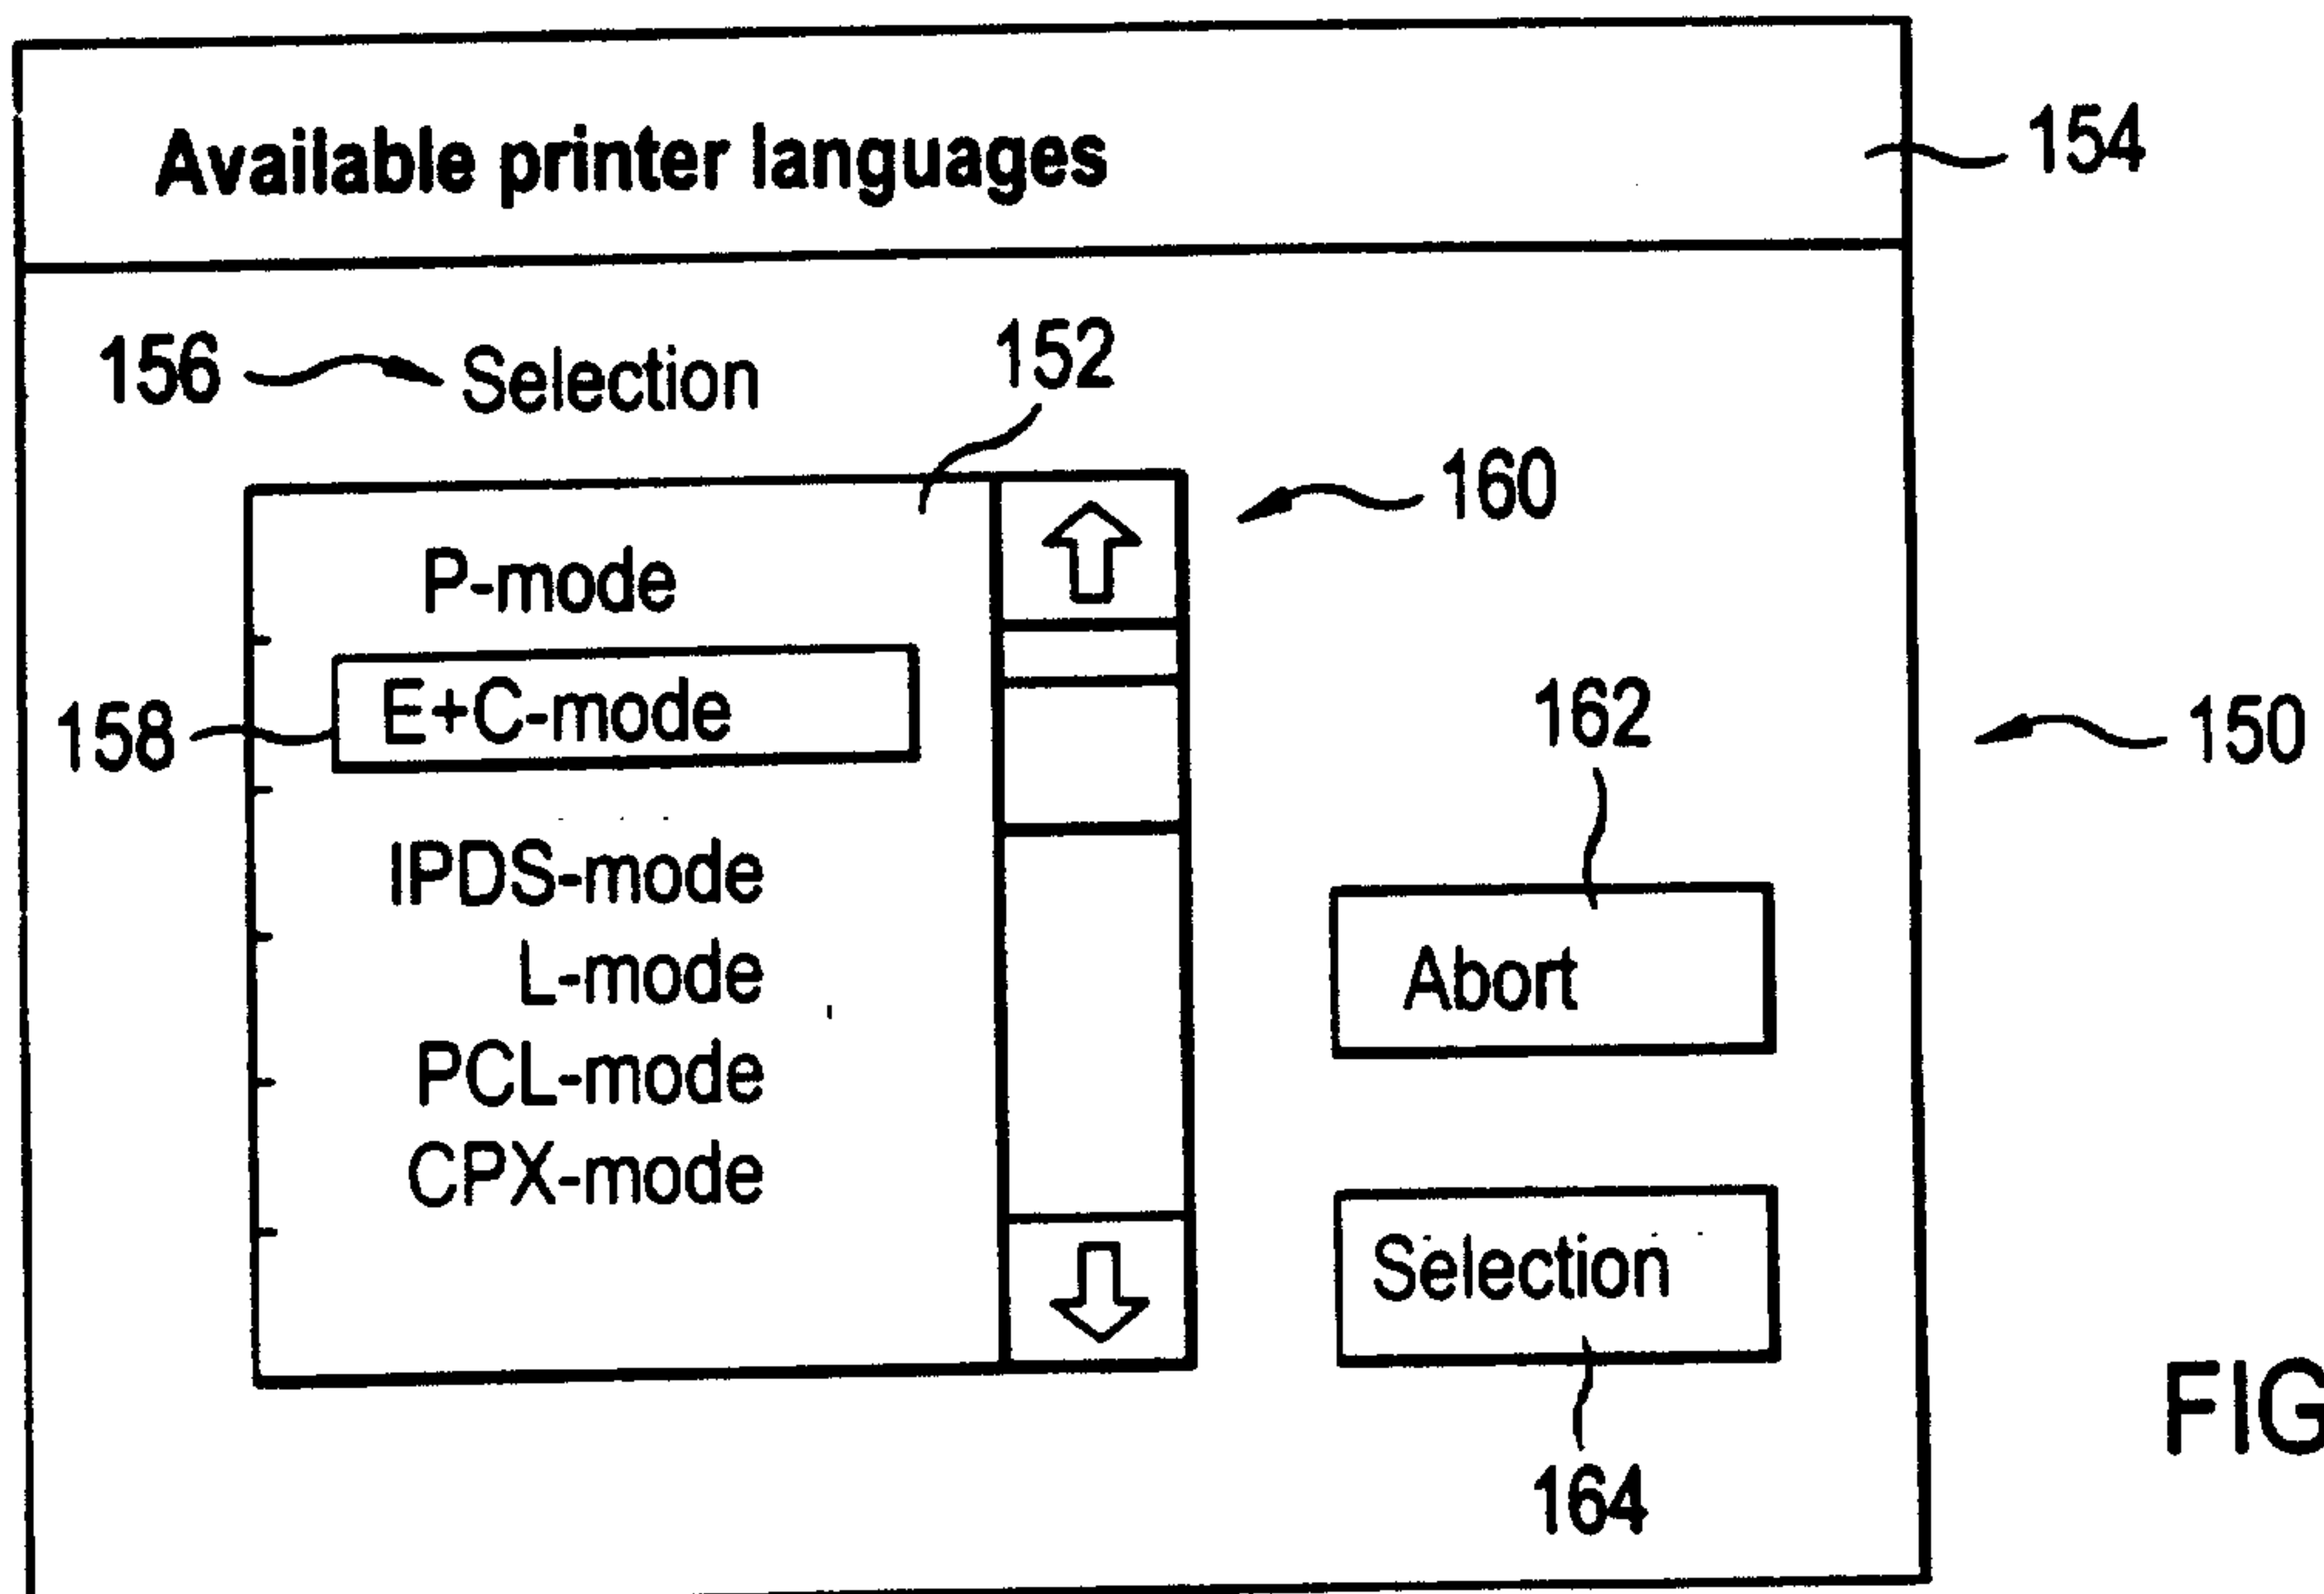 Available printer languages
154
156
Selection
152
160
P-mode
E+C-mode
158
162
150
IPDS-mode
L-mode
Abort
PCL-mode
CPX-mode
Selection
FIG
164